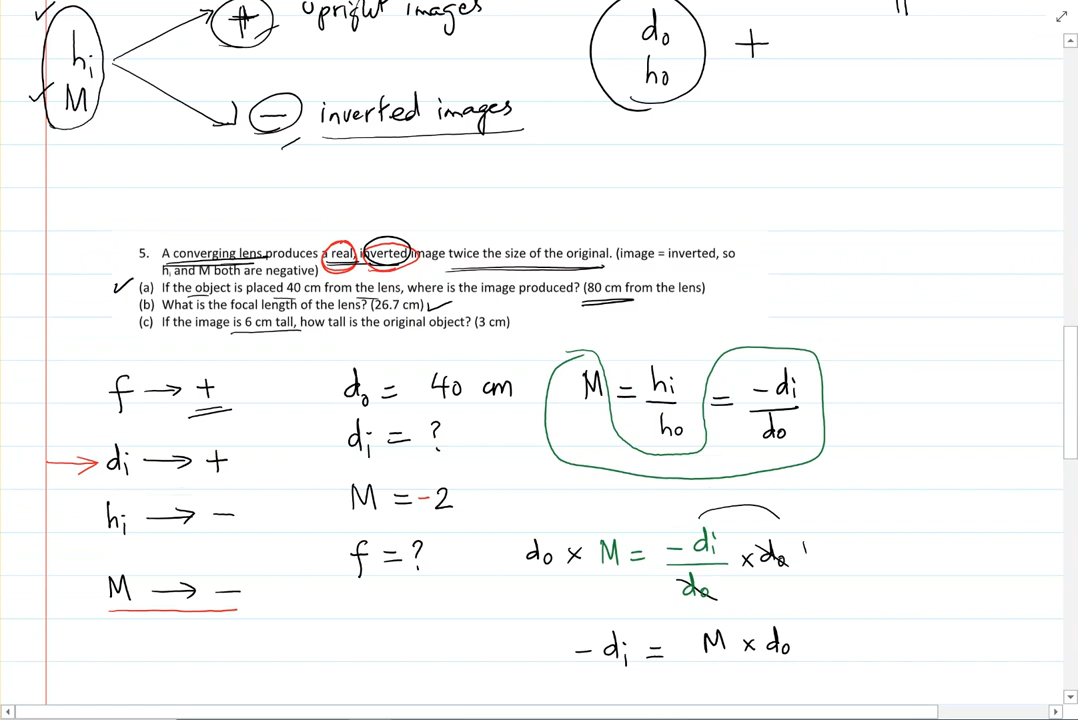 upright images
+
hi
M
do
ho
+
− inverted images
5. A converging lens produces a real, inverted image twice the size of the original. (image = inverted, so
hi and M both are negative)
(a) If the object is placed 40 cm from the lens, where is the image produced? (80 cm from the lens)
(b) What is the focal length of the lens? (26.7 cm)
(c) If the image is 6 cm tall, how tall is the original object? (3 cm)
f → +
do = 40 cm
M = hi/ho = -di/do
di → +
di = ?
hi → −
M = -2
f = ?
do × M = -di/do × do
M → −
- di = M × do